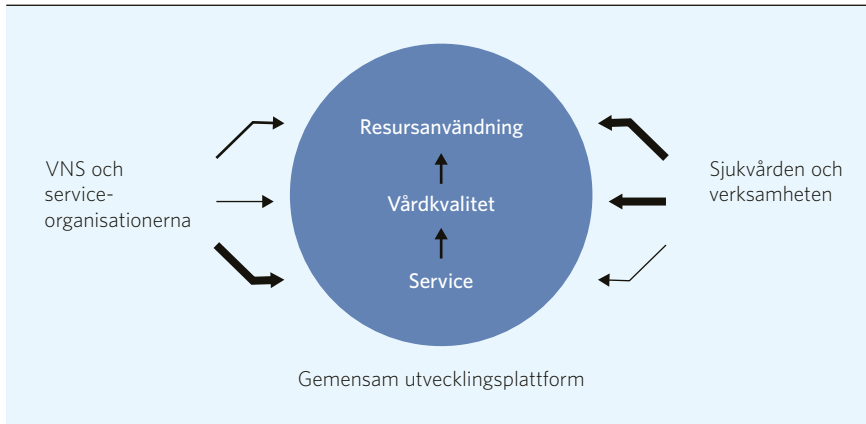 Resursanvändning
VNS och
service-
organisationerna
Vårdkvalitet
Sjukvården och
verksamheten
Service
Gemensam utvecklingsplattform